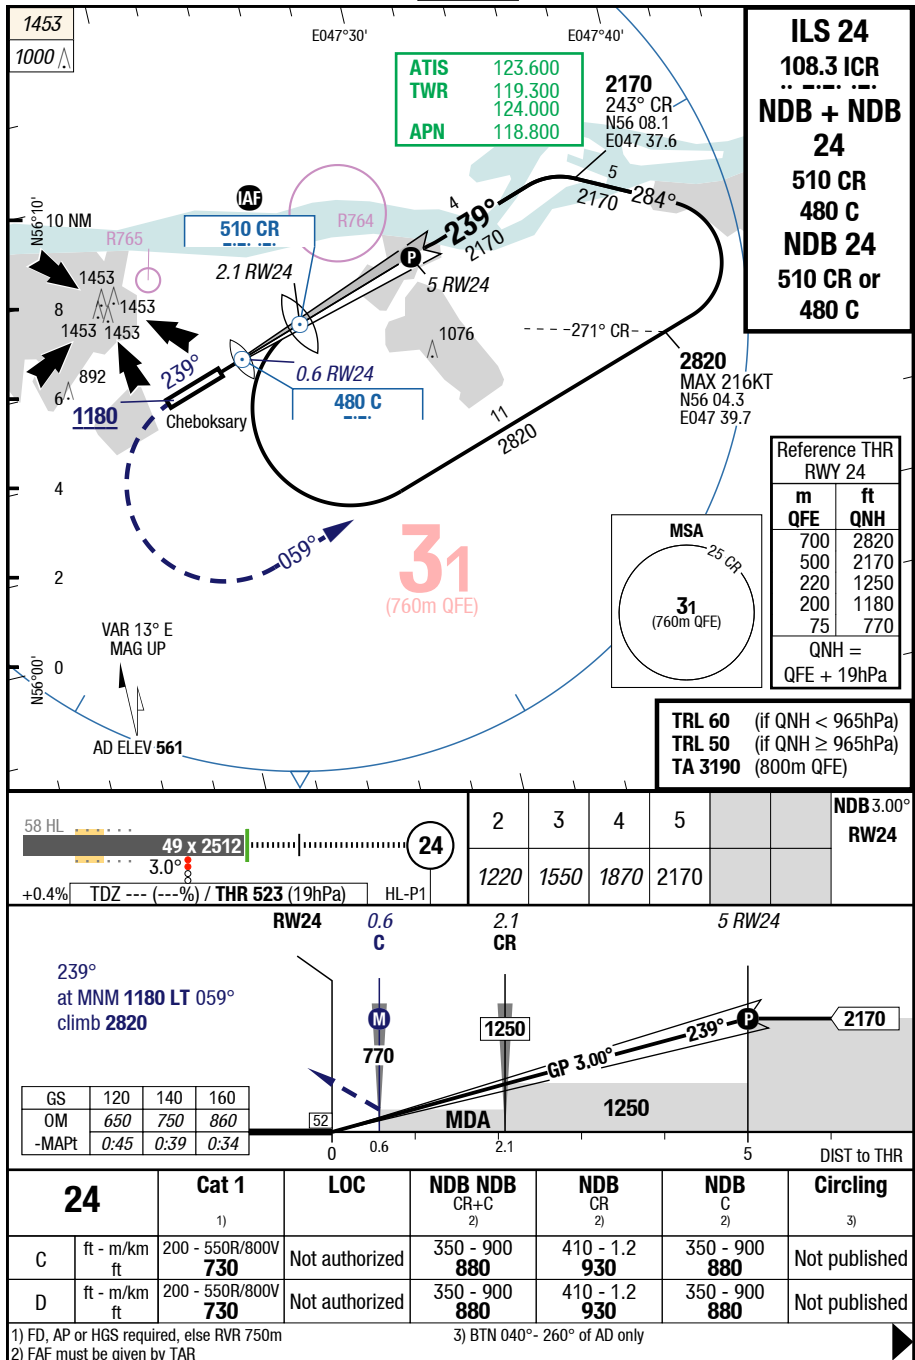 1453
1000
E047°30'
E047°40'
ILS 24
108.3 ICR
NDB + NDB
24
510 CR
480 C
NDB 24
510 CR or
480 C
ATIS 123.600
TWR 119.300
124.000
APN 118.800
2170
243° CR
N56 08.1
E047 37.6
5
2170
284°
IAF
510 CR
R764
R765
4
239°
2170
N56°10'
10 NM
2.1 RW24
P
5 RW24
1453
1453
1453
1453
8
1076
271° CR
2820
MAX 216KT
N56 04.3
E047 39.7
892
239°
0.6 RW24
480 C
6
1180
Cheboksary
11
2820
4
059°
31
(760m QFE)
2
MSA
25 CR
31
(760m QFE)
Reference THR
RWY 24
m ft
QFE QNH
700 2820
500 2170
220 1250
200 1180
75 770
QNH =
QFE + 19hPa
VAR 13° E
MAG UP
N56°00'
0
AD ELEV 561
TRL 60 (if QNH < 965hPa)
TRL 50 (if QNH ≥ 965hPa)
TA 3190 (800m QFE)
58 HL
49 x 2512
24
3.0°
+0.4%
TDZ --- (---%) / THR 523 (19hPa)
HL-P1
2 3 4 5 NDB 3.00°
RW24
1220 1550 1870 2170
RW24
0.6
C
2.1
CR
5 RW24
239°
at MNM 1180 LT 059°
climb 2820
M
770
1250
GP 3.00°
239°
P
2170
GS 120 140 160
OM 650 750 860
-MAPt 0:45 0:39 0:34
52
MDA
1250
0
0.6
2.1
5
DIST to THR
24 Cat 1 LOC NDB NDB NDB NDB Circling
1) CR+C CR C
2) 2) 2) 3)
C ft - m/km 200 - 550R/800V Not authorized 350 - 900 410 - 1.2 350 - 900 Not published
ft 730 880 930 880
D ft - m/km 200 - 550R/800V Not authorized 350 - 900 410 - 1.2 350 - 900 Not published
ft 730 880 930 880
1) FD, AP or HGS required, else RVR 750m 3) BTN 040°- 260° of AD only
2) FAF must be given by TAR